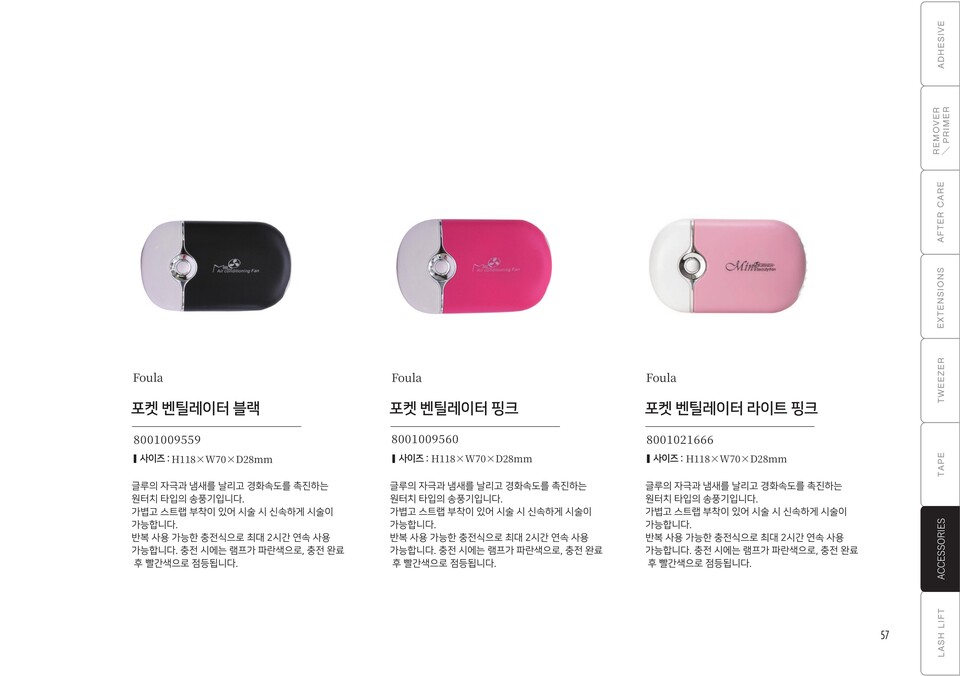 Air conditioning Fan
Air conditioning Fan
Mini
Foula
포켓 벤틸레이터 블랙
8001009559
사이즈 : H118×W70×D28mm
글루의 자극과 냄새를 날리고 경화속도를 촉진하는
원터치 타입의 송풍기입니다.
가볍고 스트랩 부착이 있어 시술 시 신속하게 시술이
가능합니다.
반복 사용 가능한 충전식으로 최대 2시간 연속 사용
가능합니다. 충전 시에는 램프가 파란색으로, 충전 완료
후 빨간색으로 점등됩니다.
Foula
포켓 벤틸레이터 핑크
8001009560
사이즈 : H118×W70×D28mm
글루의 자극과 냄새를 날리고 경화속도를 촉진하는
원터치 타입의 송풍기입니다.
가볍고 스트랩 부착이 있어 시술 시 신속하게 시술이
가능합니다.
반복 사용 가능한 충전식으로 최대 2시간 연속 사용
가능합니다. 충전 시에는 램프가 파란색으로, 충전 완료
후 빨간색으로 점등됩니다.
Foula
포켓 벤틸레이터 라이트 핑크
8001021666
사이즈 : H118×W70×D28mm
글루의 자극과 냄새를 날리고 경화속도를 촉진하는
원터치 타입의 송풍기입니다.
가볍고 스트랩 부착이 있어 시술 시 신속하게 시술이
가능합니다.
반복 사용 가능한 충전식으로 최대 2시간 연속 사용
가능합니다. 충전 시에는 램프가 파란색으로, 충전 완료
후 빨간색으로 점등됩니다.
ADHESIVE
REMOVER
/ PRIMER
AFTER CARE
EXTENSIONS
TWEEZER
TAPE
ACCESSORIES
LASH LIFT
57